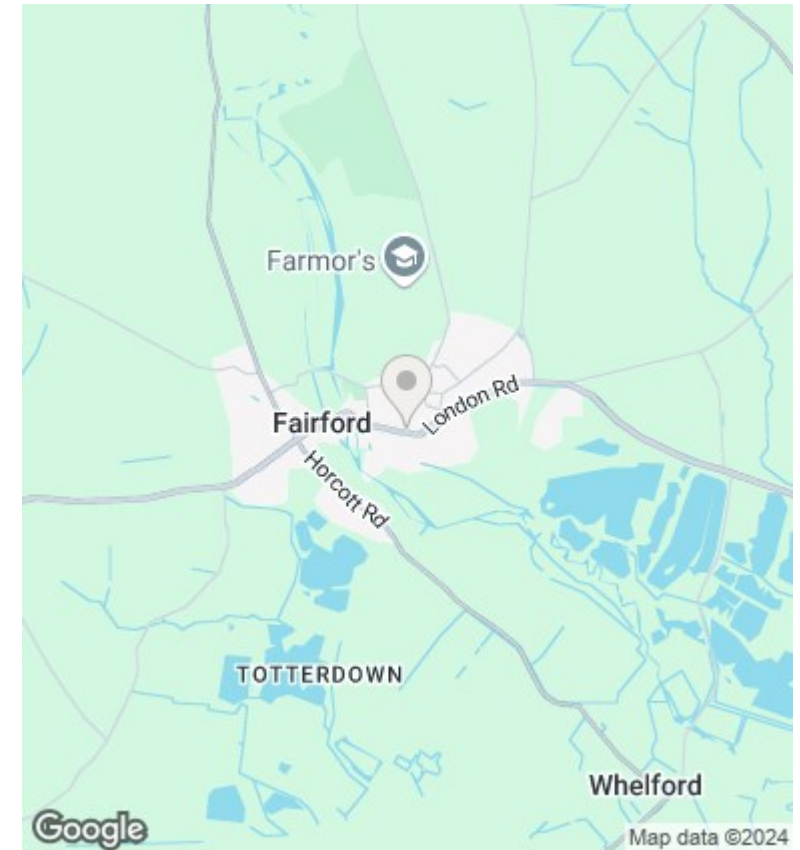 Farmor's
London Rd
Fairford
Horcott Rd
TOTTERDOWN
Whelford
Google
Map data ©2024